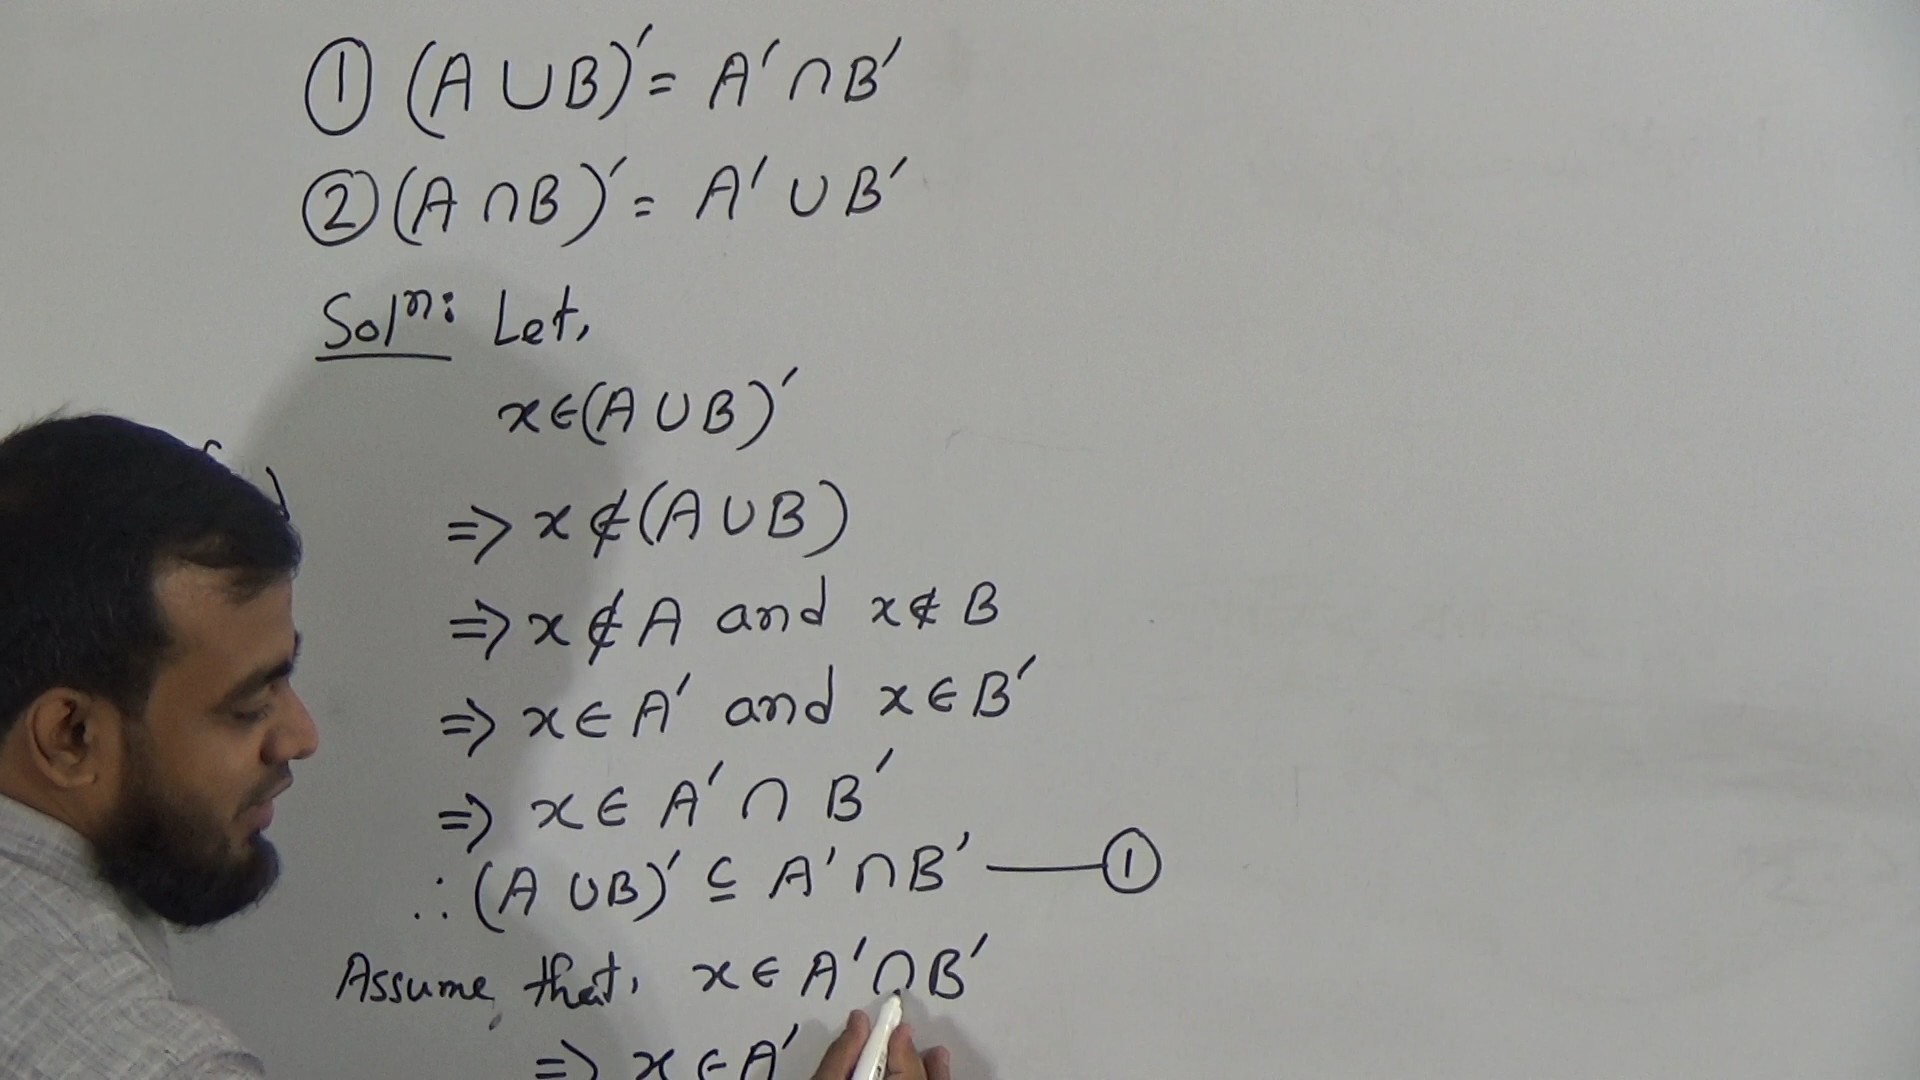 ① (A ∪ B)′ = A′ ∩ B′
② (A ∩ B)′ = A′ ∪ B′
Solⁿ: Let,
x ∈ (A ∪ B)′
⇒ x ∉ (A ∪ B)
⇒ x ∉ A and x ∉ B
⇒ x ∈ A′ and x ∈ B′
⇒ x ∈ A′ ∩ B′
∴ (A ∪ B)′ ⊆ A′ ∩ B′ —— ①
Assume that, x ∈ A′ ∩ B′
⇒ x ∈ A′